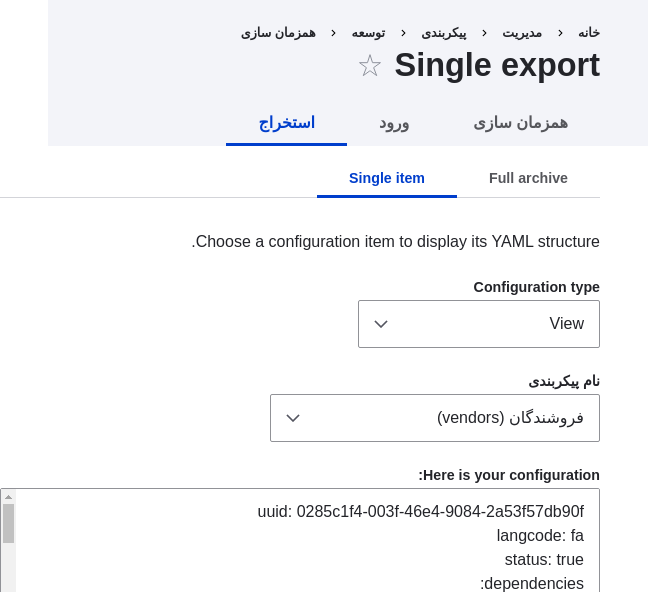 خانه › مدیریت › پیکربندی › توسعه › همزمان سازی
Single export ☆
همزمان سازی ورود استخراج
Full archive Single item
Choose a configuration item to display its YAML structure.
Configuration type
View
نام پیکربندی
فروشندگان (vendors)
Here is your configuration:
uuid: 0285c1f4-003f-46e4-9084-2a53f57db90f
langcode: fa
status: true
dependencies: